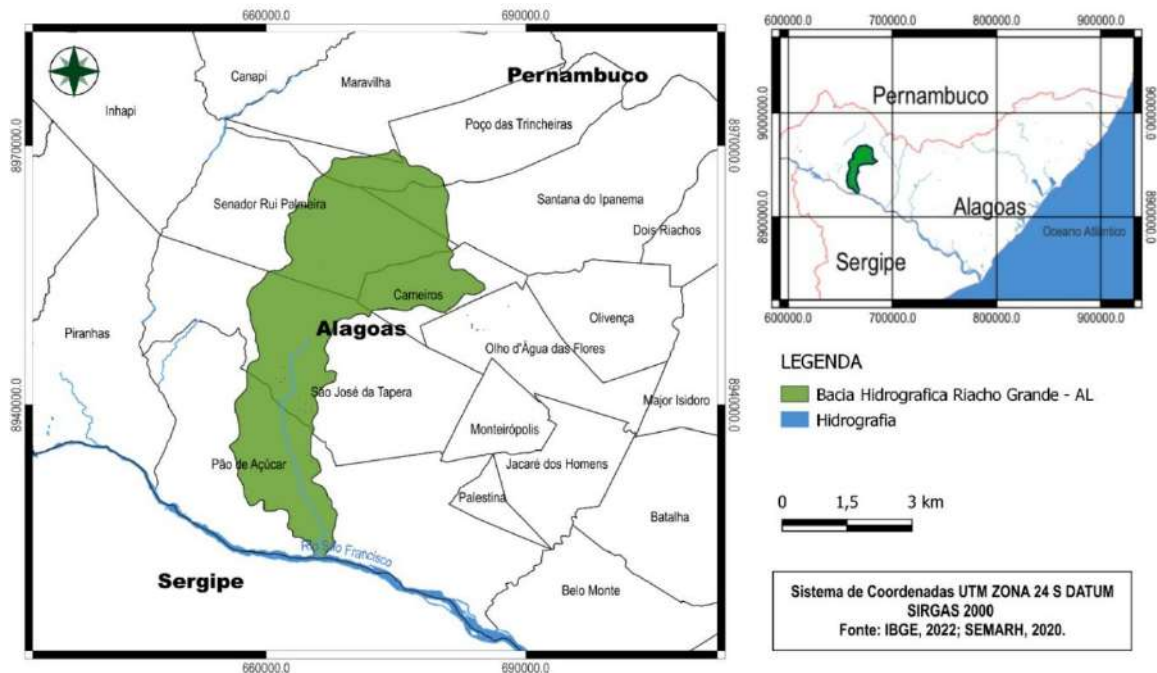 660000.0
690000.0
8970000.0
8940000.0
Canapi
Maravilha
Pernambuco
Inhapi
Poço das Trincheiras
Senador Rui Palmeira
Santana do Ipanema
Dois Riachos
Carneiros
Piranhas
Alagoas
Olivença
Olho d'Água das Flores
São José da Tapera
Major Isidoro
Monteirópolis
Pão de Açúcar
Jacaré dos Homens
Palestina
Batalha
Rio São Francisco
Sergipe
Belo Monte
8970000.0
8940000.0
660000.0
690000.0
6000000.0
7000000.0
8000000.0
9000000.0
9000000.0
8900000.0
Pernambuco
Alagoas
Oceano Atlântico
Sergipe
9000000.0
8900000.0
600000.0
700000.0
800000.0
900000.0
LEGENDA
Bacia Hidrografica Riacho Grande - AL
Hidrografia
0 1,5 3 km
Sistema de Coordenadas UTM ZONA 24 S DATUM
SIRGAS 2000
Fonte: IBGE, 2022; SEMARH, 2020.